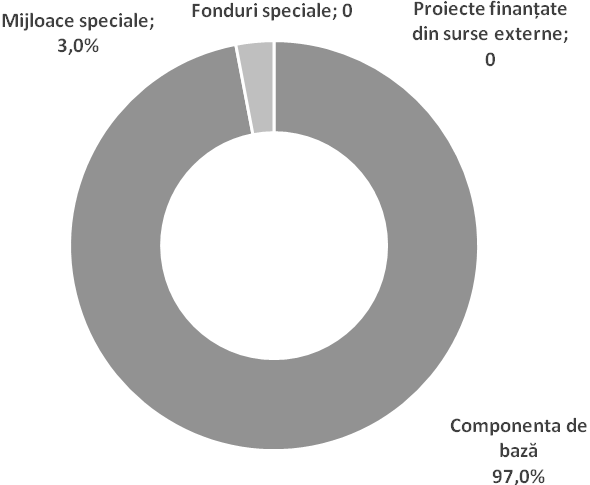 Mijloace speciale;
3,0%
Fonduri speciale; 0
Proiecte finanțate
din surse externe;
0
Componenta de
bază
97,0%